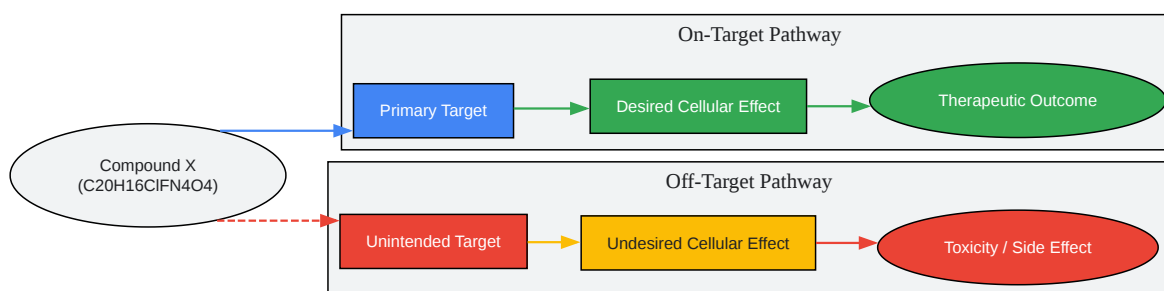 On-Target Pathway
Primary Target
Desired Cellular Effect
Therapeutic Outcome
Compound X
(C20H16ClFN4O4)
Off-Target Pathway
Unintended Target
Undesired Cellular Effect
Toxicity / Side Effect